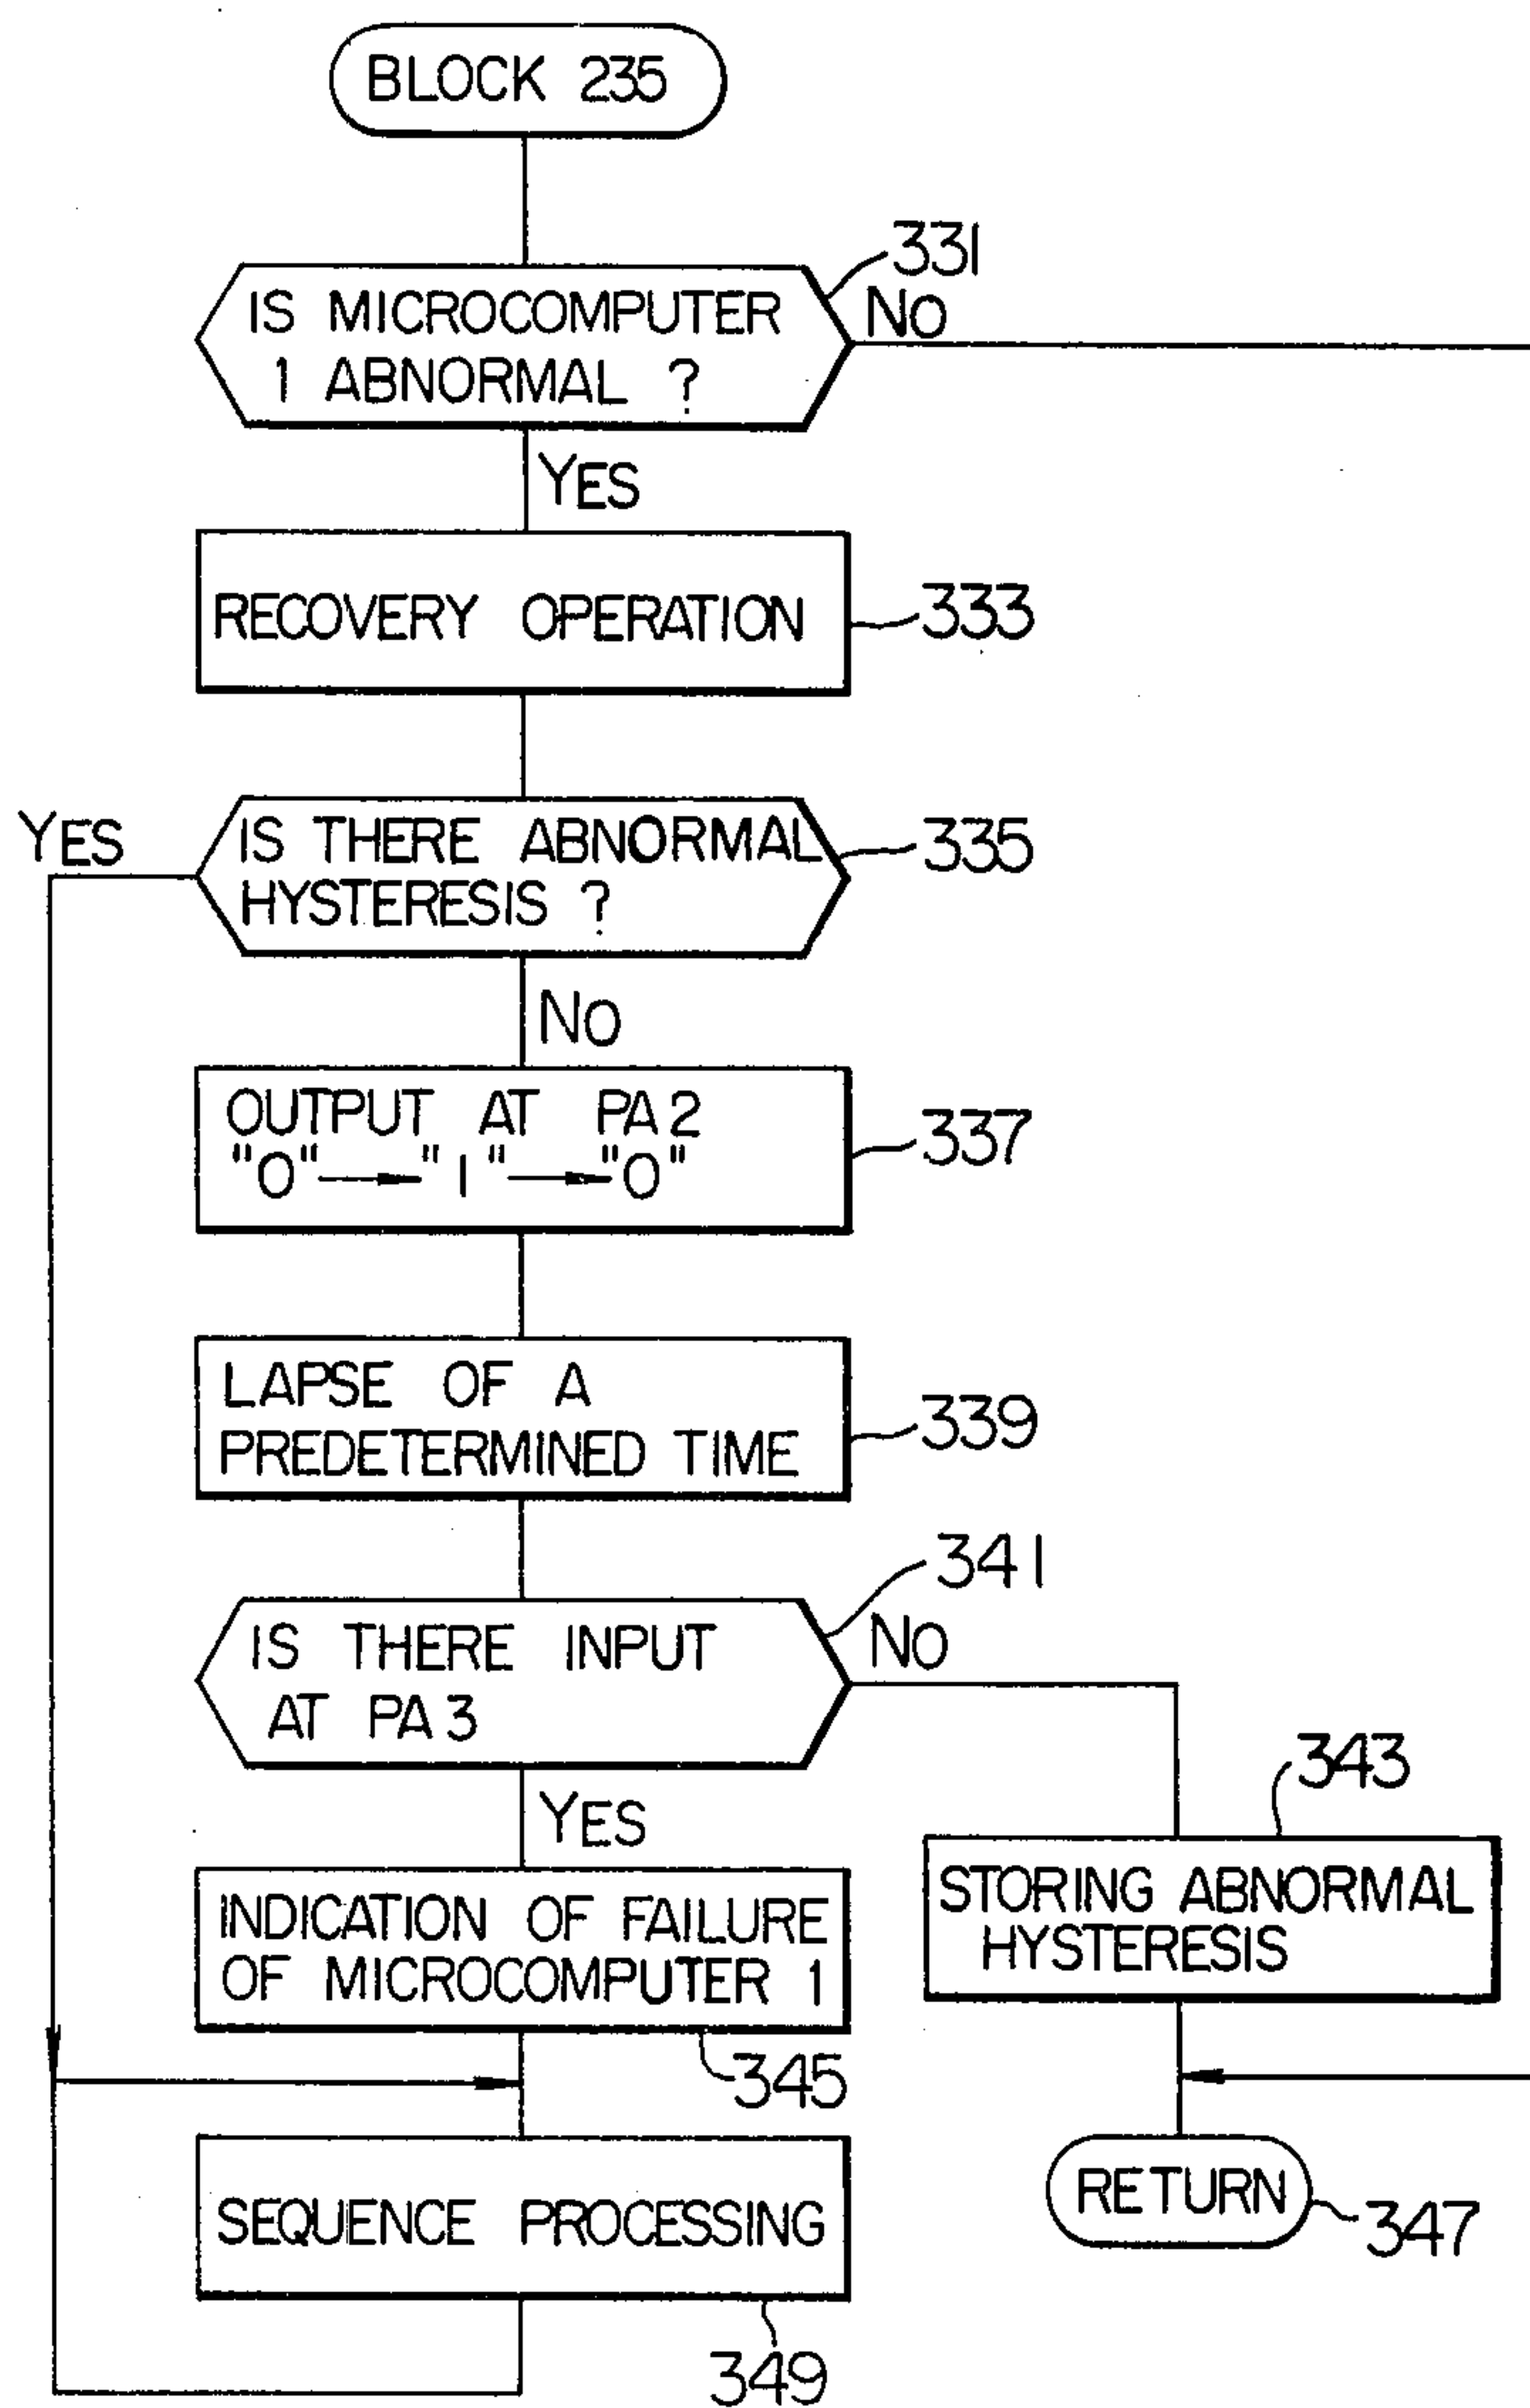 BLOCK 235
331
IS MICROCOMPUTER
1 ABNORMAL ?
NO
YES
RECOVERY OPERATION
333
YES
IS THERE ABNORMAL
HYSTERESIS ?
335
NO
OUTPUT AT PA2
"0" → "1" → "0"
337
LAPSE OF A
PREDETERMINED TIME
339
341
IS THERE INPUT
AT PA3
NO
YES
343
STORING ABNORMAL
HYSTERESIS
INDICATION OF FAILURE
OF MICROCOMPUTER 1
345
SEQUENCE PROCESSING
349
RETURN
347